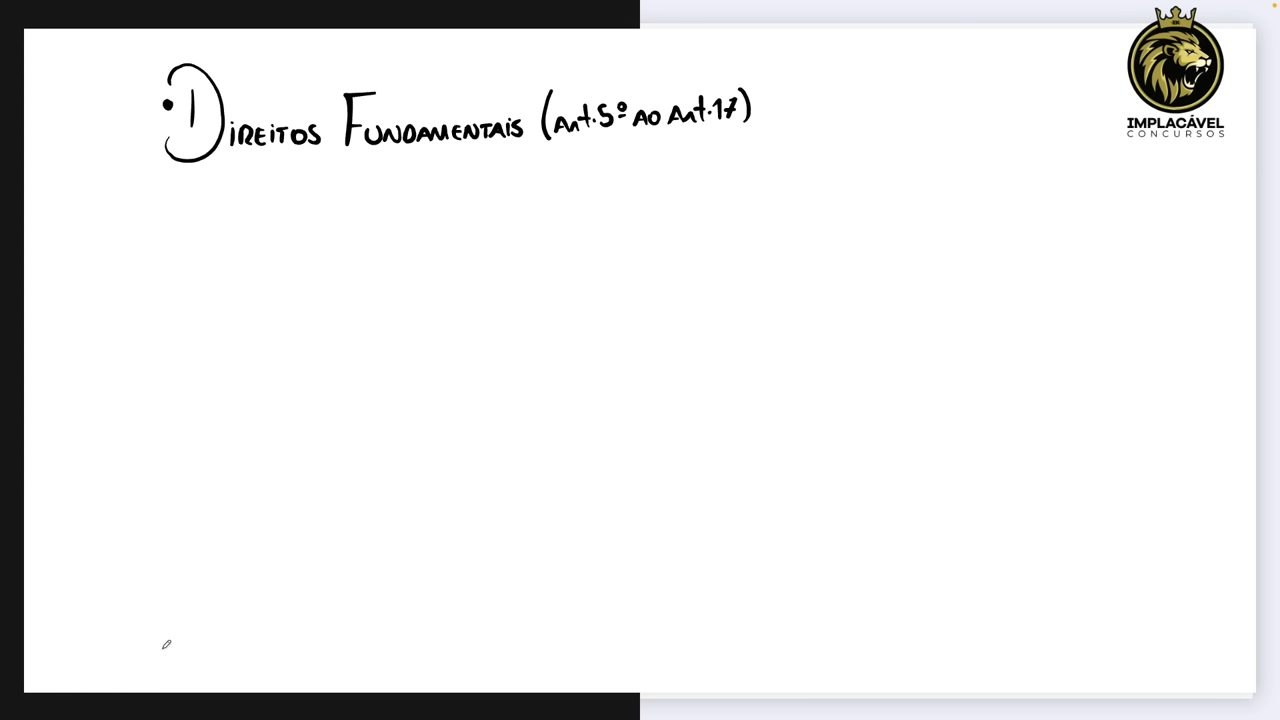 • Direitos Fundamentais (Art. 5º ao Art. 17)
IMPLACÁVEL
CONCURSOS